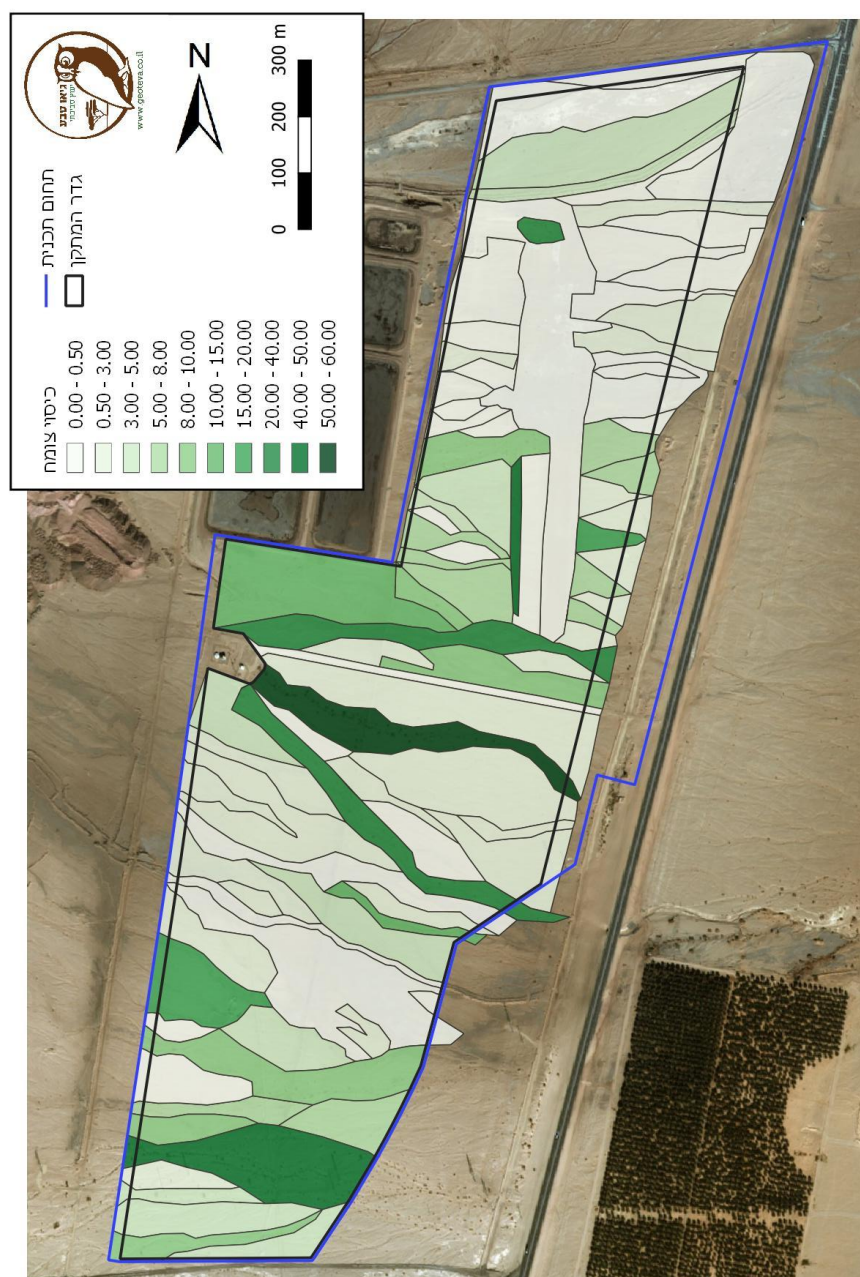 כיסוי צומח
0.00 - 0.50
0.50 - 3.00
3.00 - 5.00
5.00 - 8.00
8.00 - 10.00
10.00 - 15.00
15.00 - 20.00
20.00 - 40.00
40.00 - 50.00
50.00 - 60.00
תחום תכנית
גדר המתקן
N
0 100 200 300 m
גיאו טבע
www.geoteva.co.il